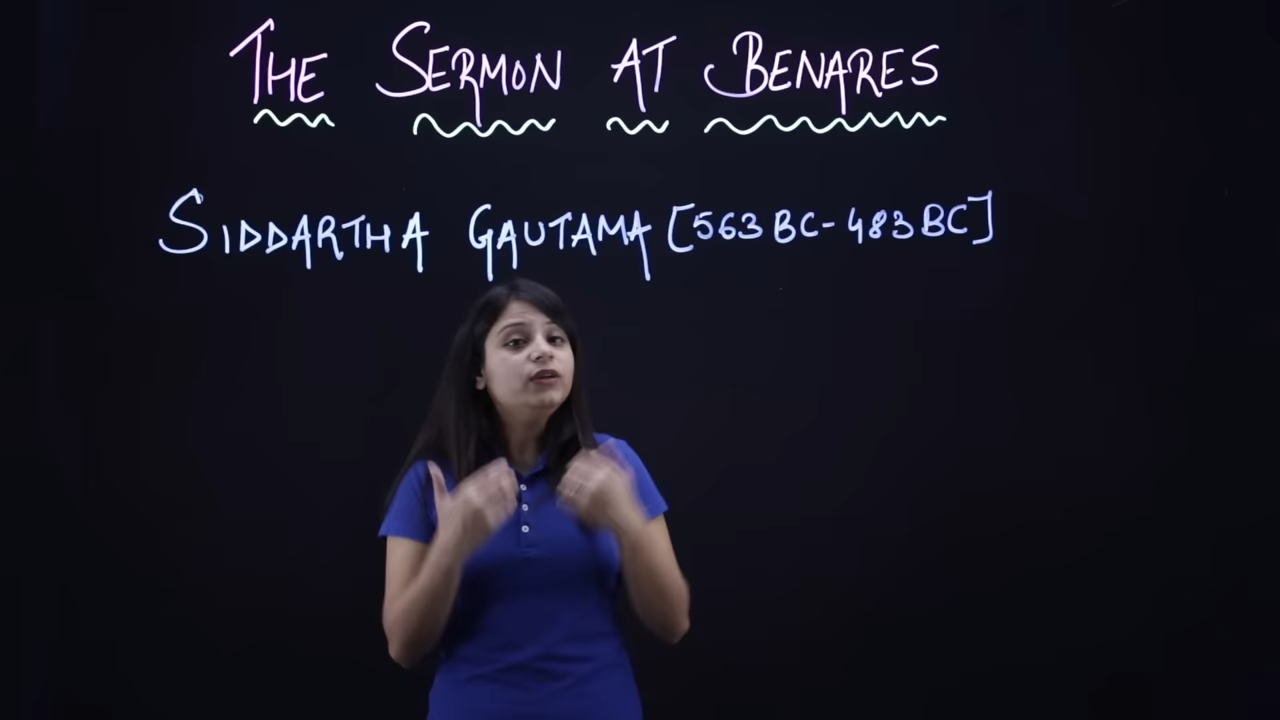 THE SERMON AT BENARES
SIDDARTHA GAUTAMA [563 BC - 483 BC]